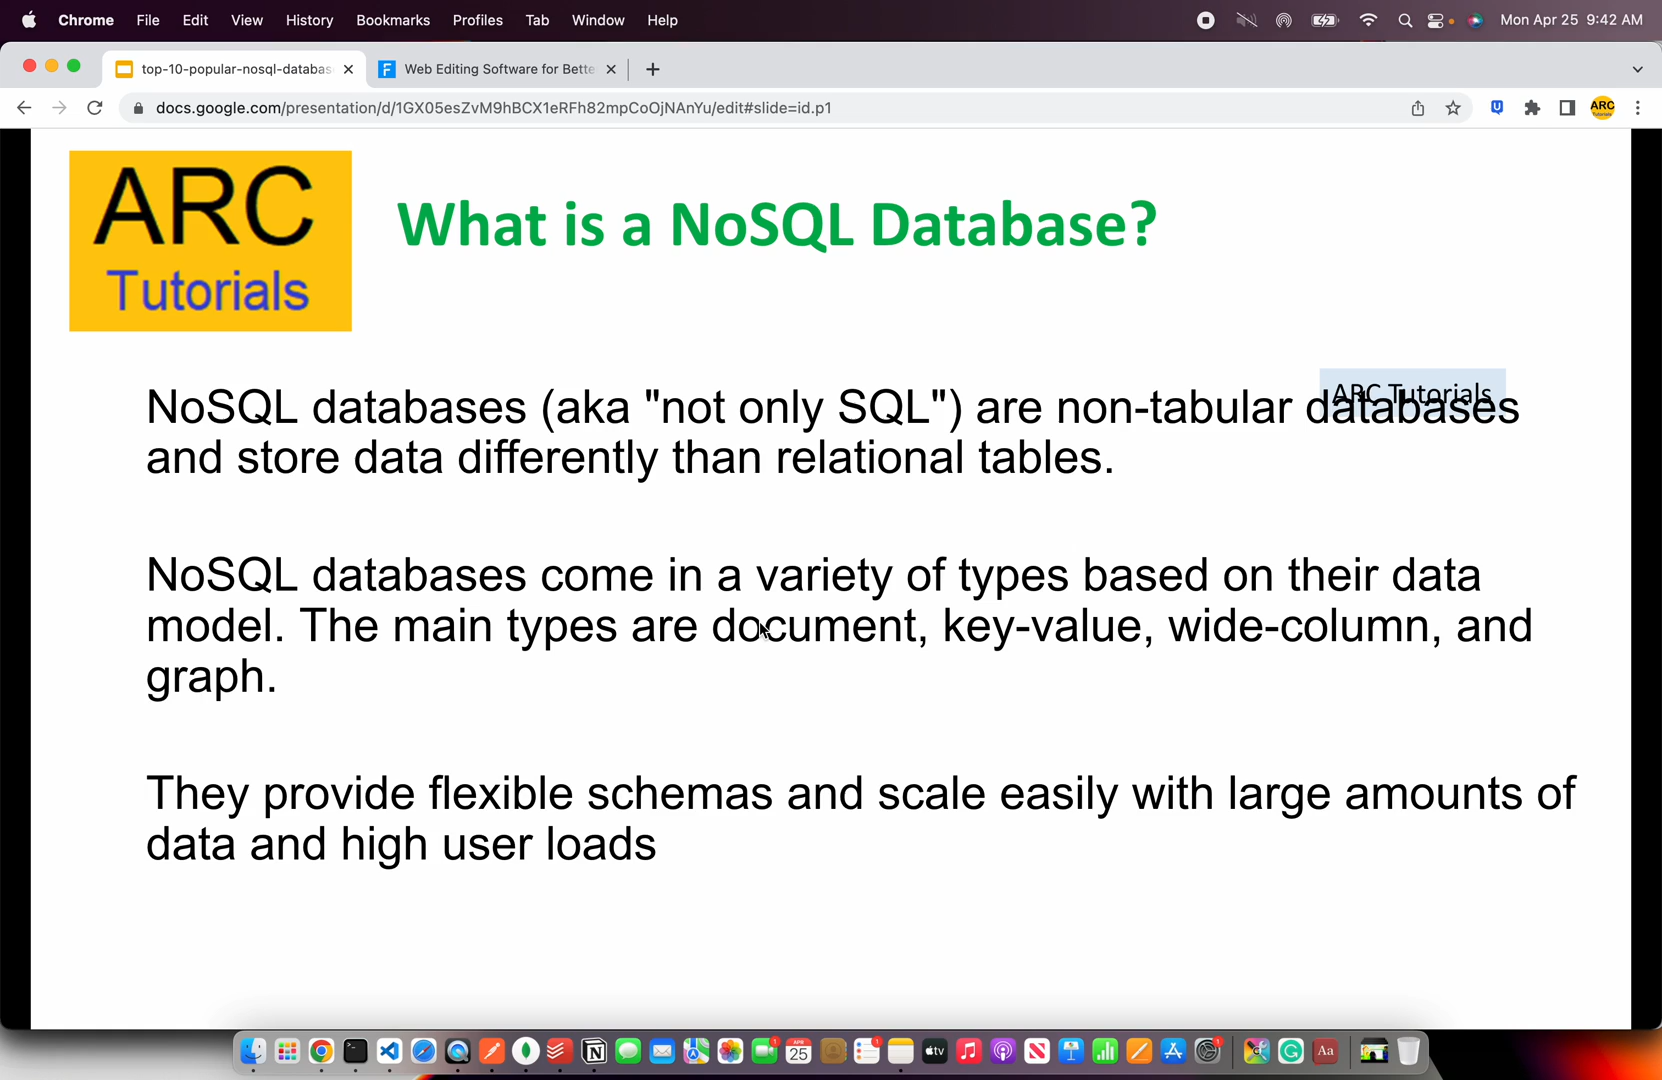 Chrome File Edit View History Bookmarks Profiles Tab Window Help Mon Apr 25 9:42 AM
top-10-popular-nosql-databas Web Editing Software for Bette
docs.google.com/presentation/d/1GX05esZvM9hBCX1eRFh82mpCoOjNAnYu/edit#slide=id.p1 ARC
ARC
Tutorials
What is a NoSQL Database?
ARC Tutorials
NoSQL databases (aka "not only SQL") are non-tabular databases
and store data differently than relational tables.
NoSQL databases come in a variety of types based on their data
model. The main types are document, key-value, wide-column, and
graph.
They provide flexible schemas and scale easily with large amounts of
data and high user loads
APR
25
tv
Aa